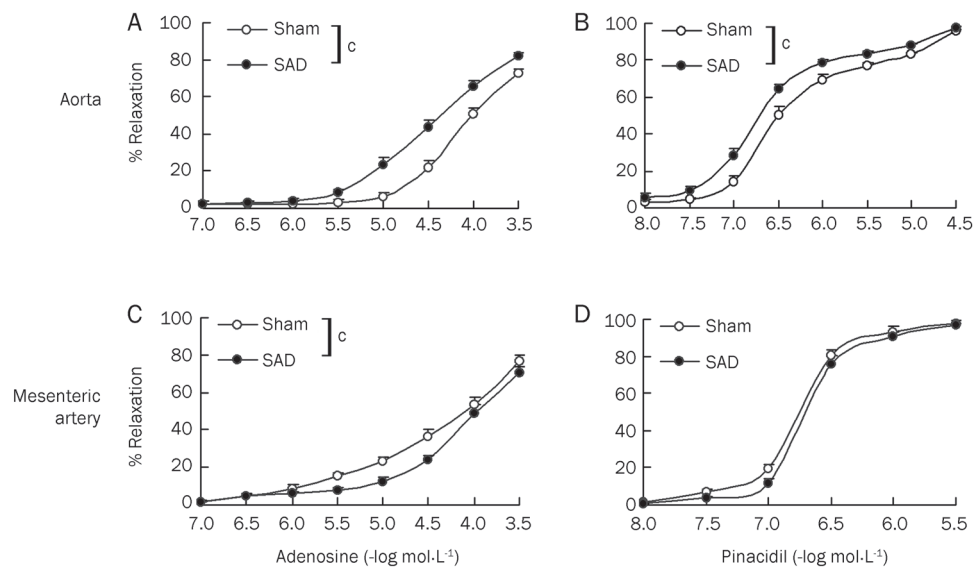 A
100
80
60
40
20
0
% Relaxation
Sham
SAD
c
7.0 6.5 6.0 5.5 5.0 4.5 4.0 3.5
Aorta
B
100
80
60
40
20
0
Sham
SAD
c
8.0 7.5 7.0 6.5 6.0 5.5 5.0 4.5
C
100
80
60
40
20
0
% Relaxation
Sham
SAD
c
7.0 6.5 6.0 5.5 5.0 4.5 4.0 3.5
Adenosine (-log mol·L⁻¹)
Mesenteric
artery
D
100
80
60
40
20
0
Sham
SAD
8.0 7.5 7.0 6.5 6.0 5.5
Pinacidil (-log mol·L⁻¹)